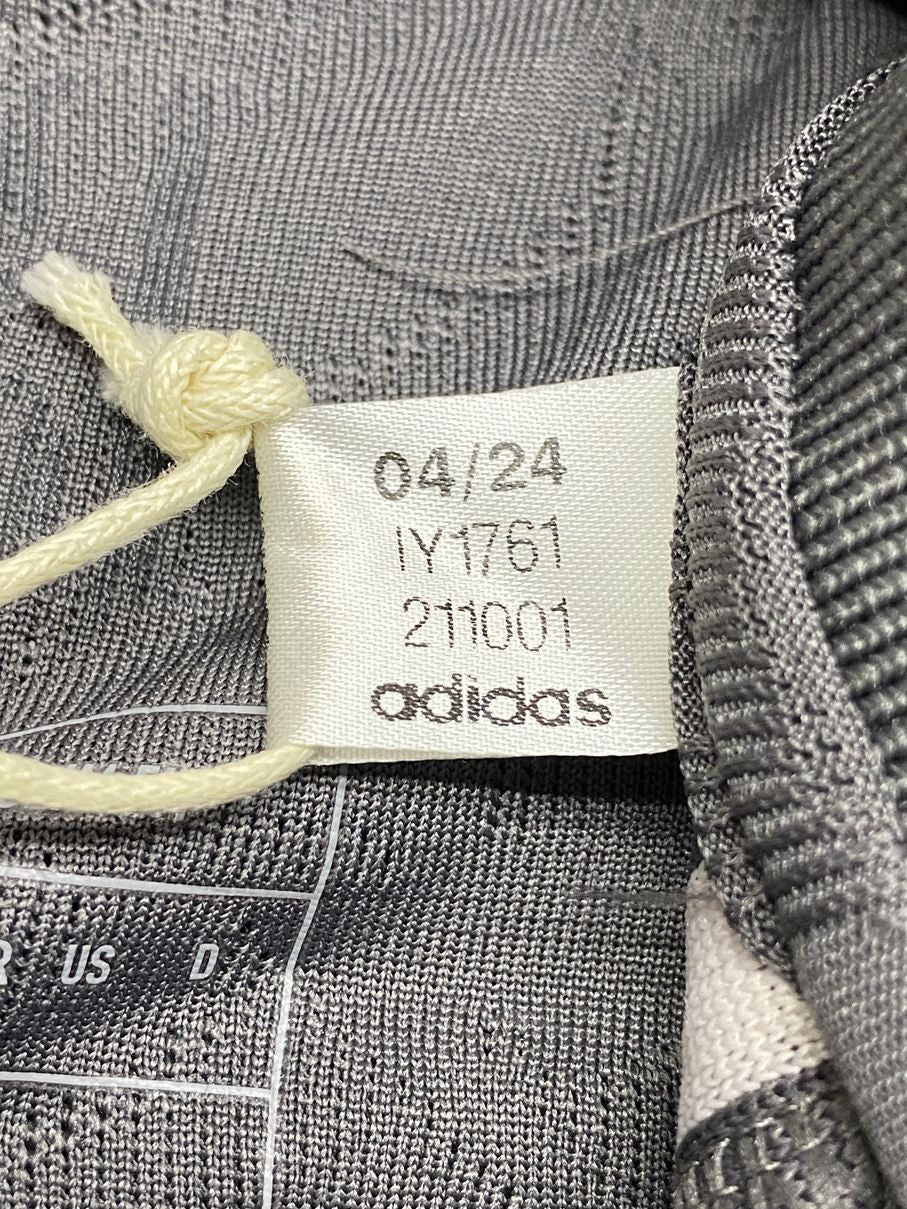 04/24
IY1761
211001
adidas
US D